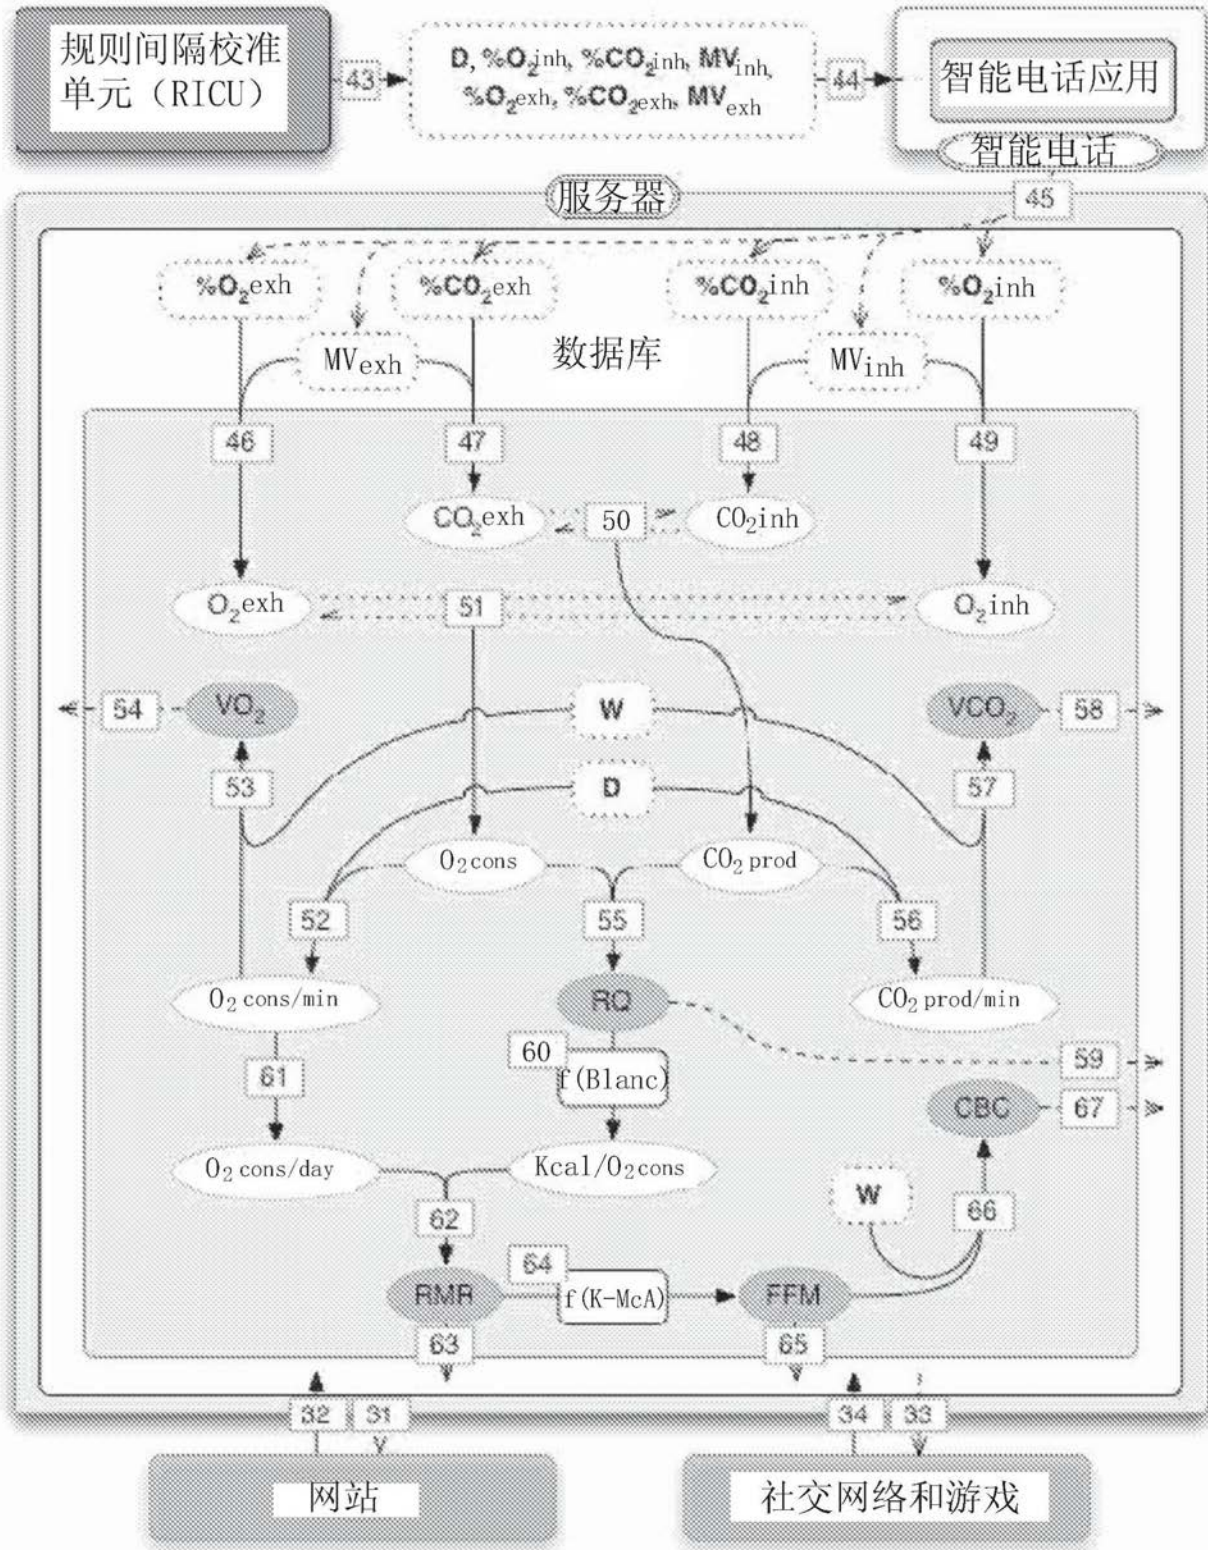 规则间隔校准
单元（RICU）
43
D, %O₂inh, %CO₂inh, MVinh,
%O₂exh, %CO₂exh, MVexh
44
智能电话应用
智能电话
45
服务器
%O₂exh
%CO₂exh
%CO₂inh
%O₂inh
MVexh
数据库
MVinh
46
47
48
49
CO₂exh
50
CO₂inh
O₂exh
51
O₂inh
54
VO₂
W
VCO₂
58
53
D
57
O₂cons
CO₂ prod
52
55
56
O₂ cons/min
RQ
CO₂ prod/min
60
f(Blanc)
59
61
CBC
67
O₂ cons/day
Kcal/O₂cons
W
66
62
64
RMR
f(K-McA)
FFM
63
65
32
31
34
33
网站
社交网络和游戏